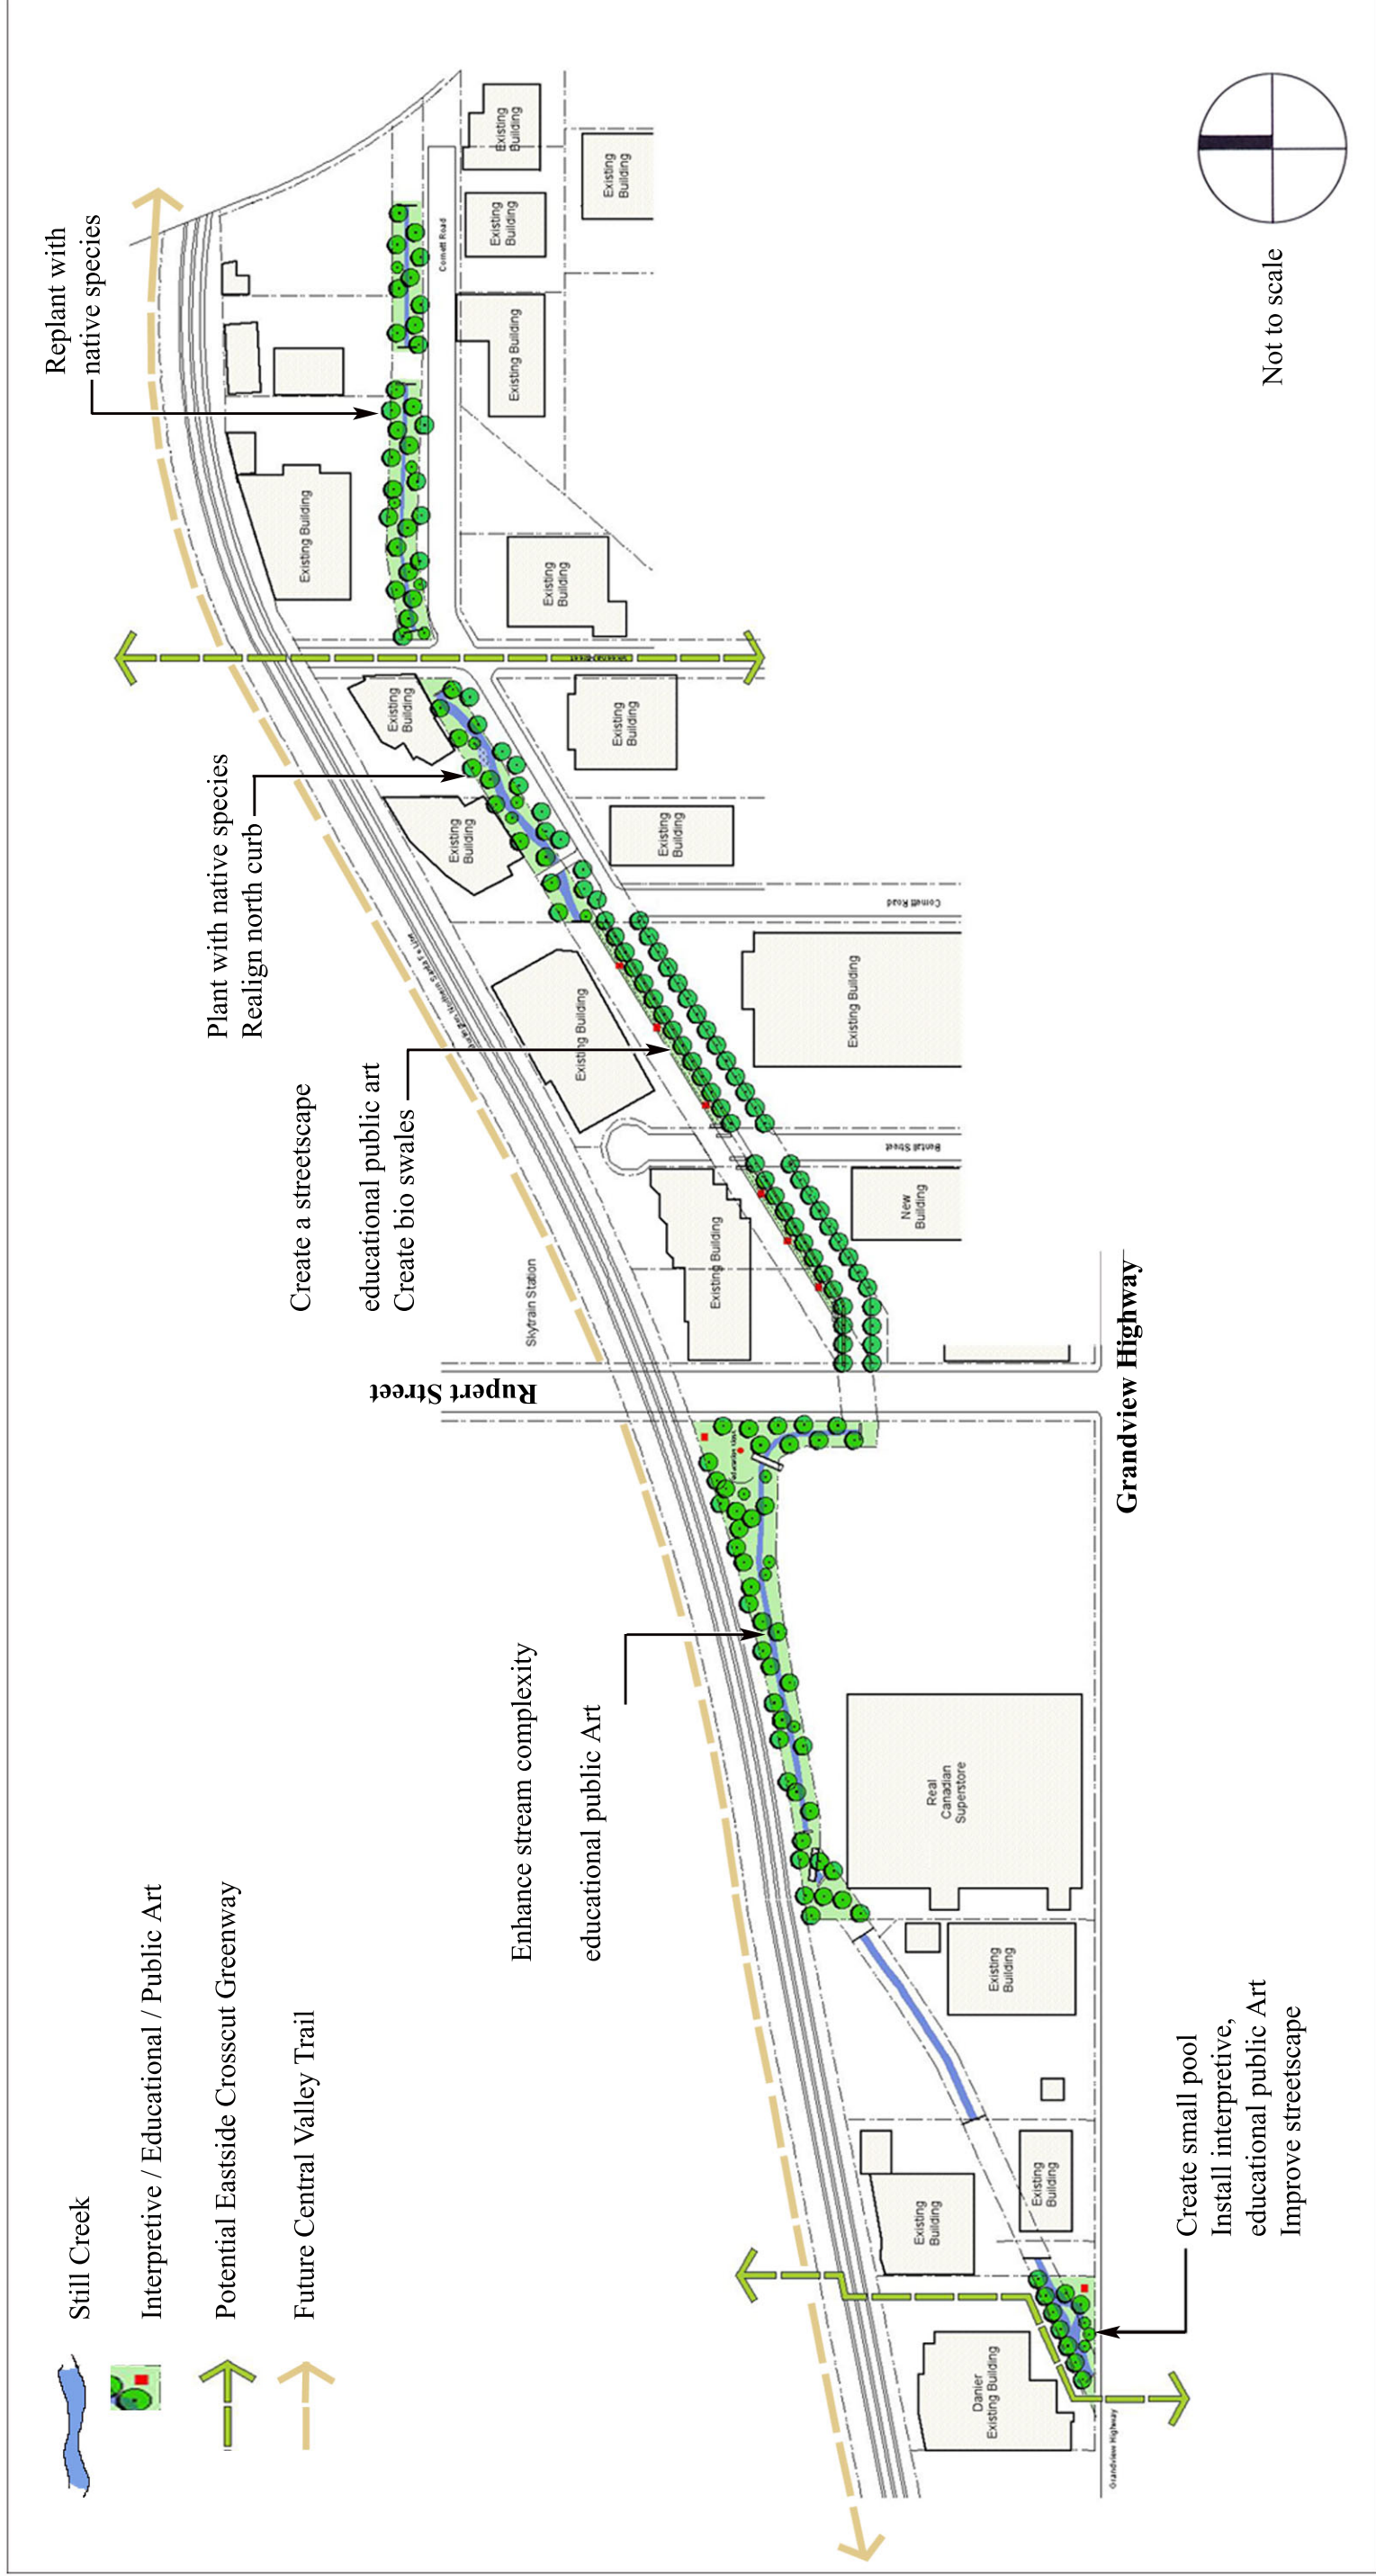 Still Creek
Interpretive / Educational / Public Art
Potential Eastside Crosscut Greenway
Future Central Valley Trail
Replant with
native species
Plant with native species
Realign north curb
Create a streetscape
educational public art
Create bio swales
Enhance stream complexity
educational public Art
Skytrain Station
Rupert Street
Existing Building
Existing
Building
Existing
Building
Existing Building
Existing Building
Cornett Road
Existing
Building
Existing
Building
Existing
Building
Existing Building
Existing
Building
Existing
Building
Existing
Building
Existing Building
Cornett Road
Bentall Street
New
Building
Real
Canadian
Superstore
Existing
Building
Existing
Building
Existing
Building
Danier
Existing Building
Grandview Highway
Grandview Highway
Create small pool
Install interpretive,
educational public Art
Improve streetscape
Not to scale